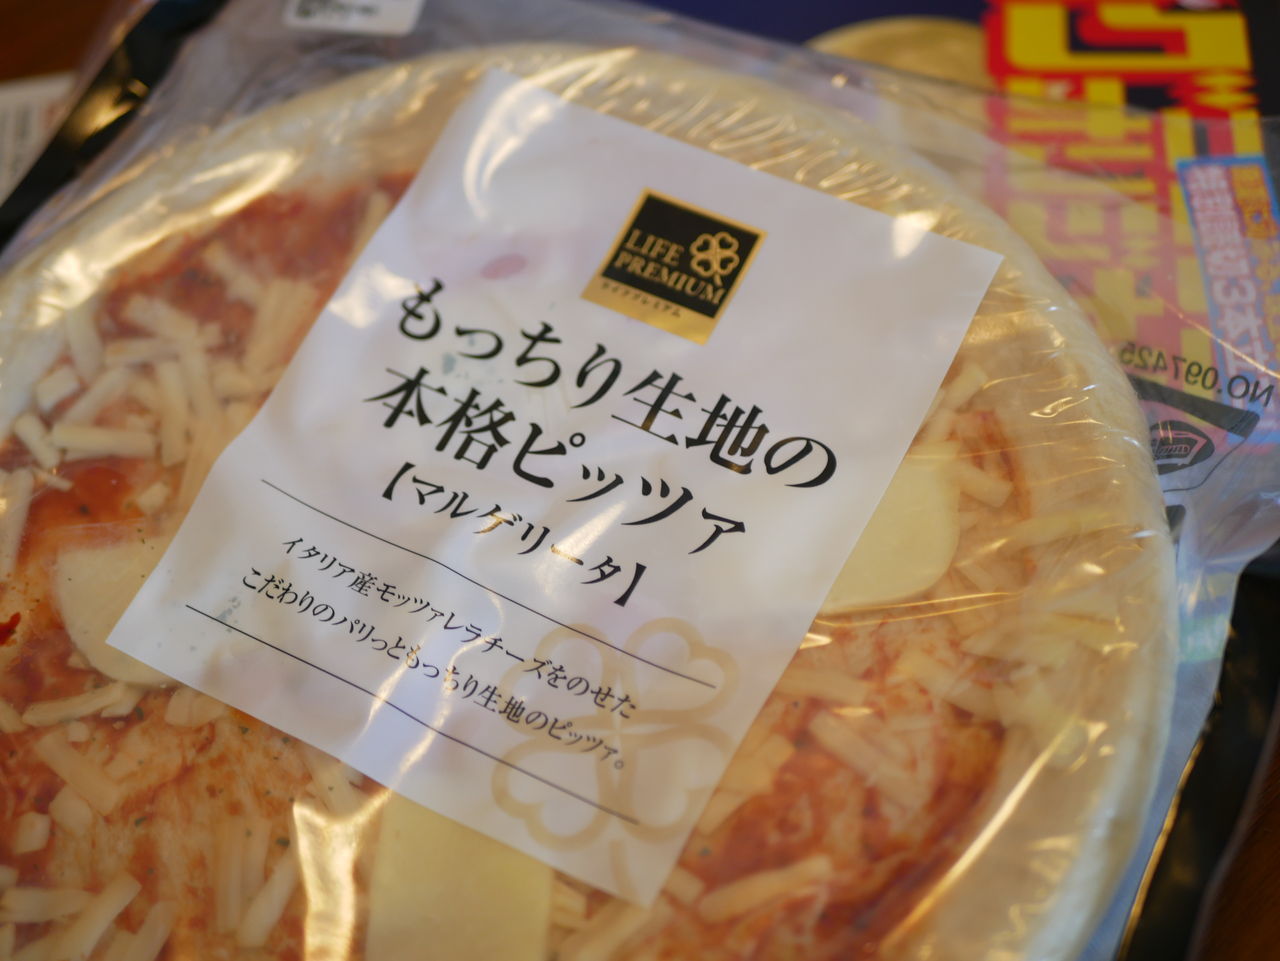 LIFE
PREMIUM
ライフプレミアム
もっちり生地の
本格ピッツァ
【マルゲリータ】
イタリア産モッツァレラチーズをのせた
こだわりのパリっともっちり生地のピッツァ。
NO.097425